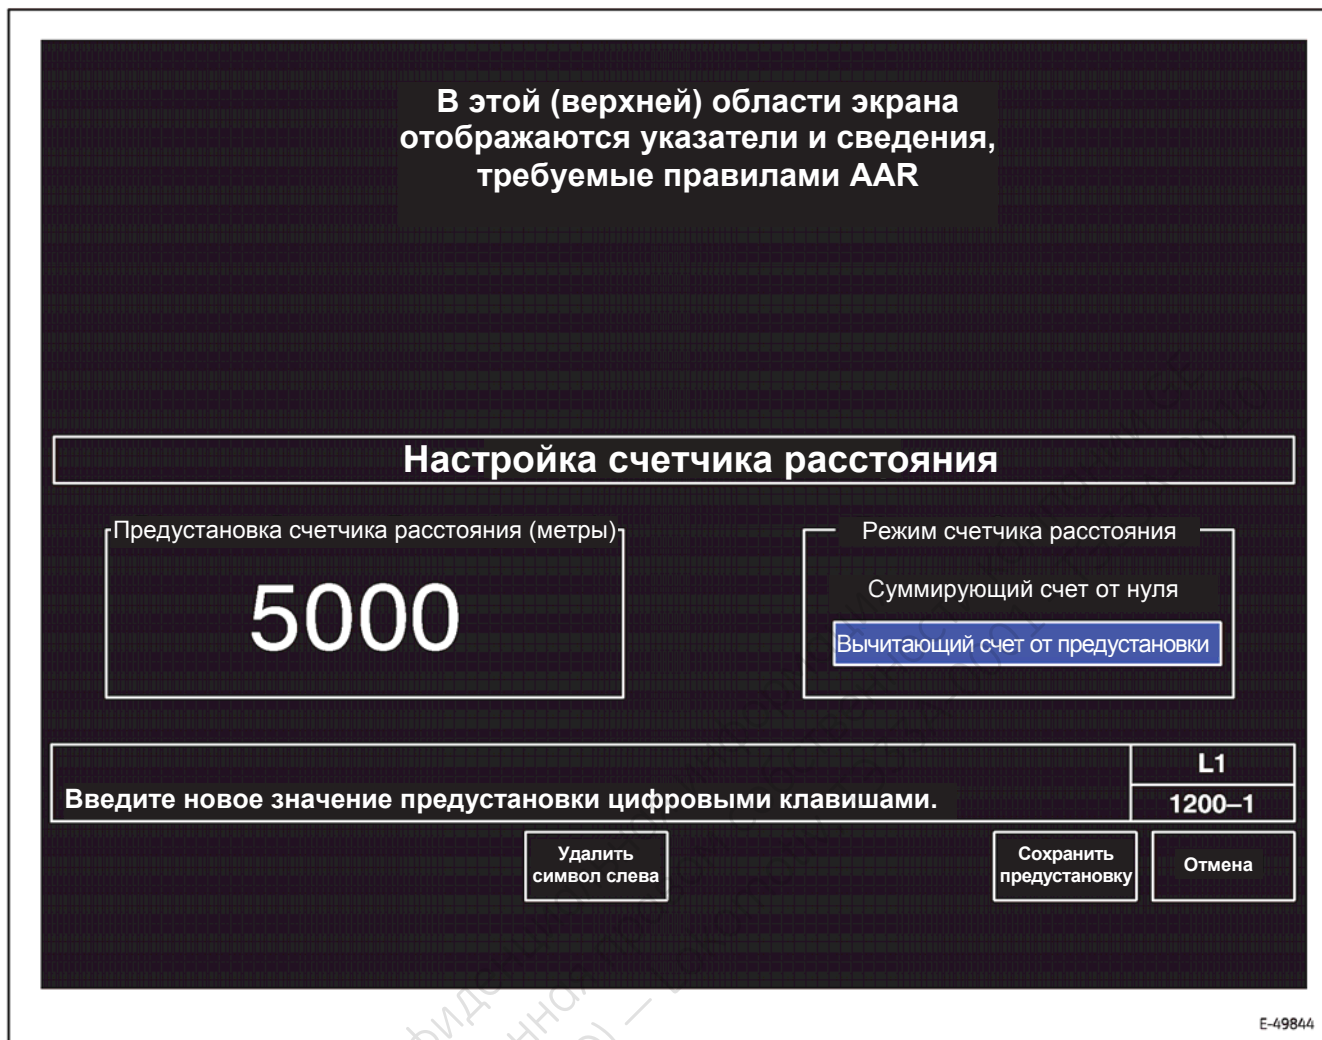 В этой (верхней) области экрана
отображаются указатели и сведения,
требуемые правилами AAR
Настройка счетчика расстояния
Предустановка счетчика расстояния (метры)
5000
Режим счетчика расстояния
Суммирующий счет от нуля
Вычитающий счет от предустановки
Введите новое значение предустановки цифровыми клавишами.
L1
1200–1
Удалить
символ слева
Сохранить
предустановку
Отмена
E-49844